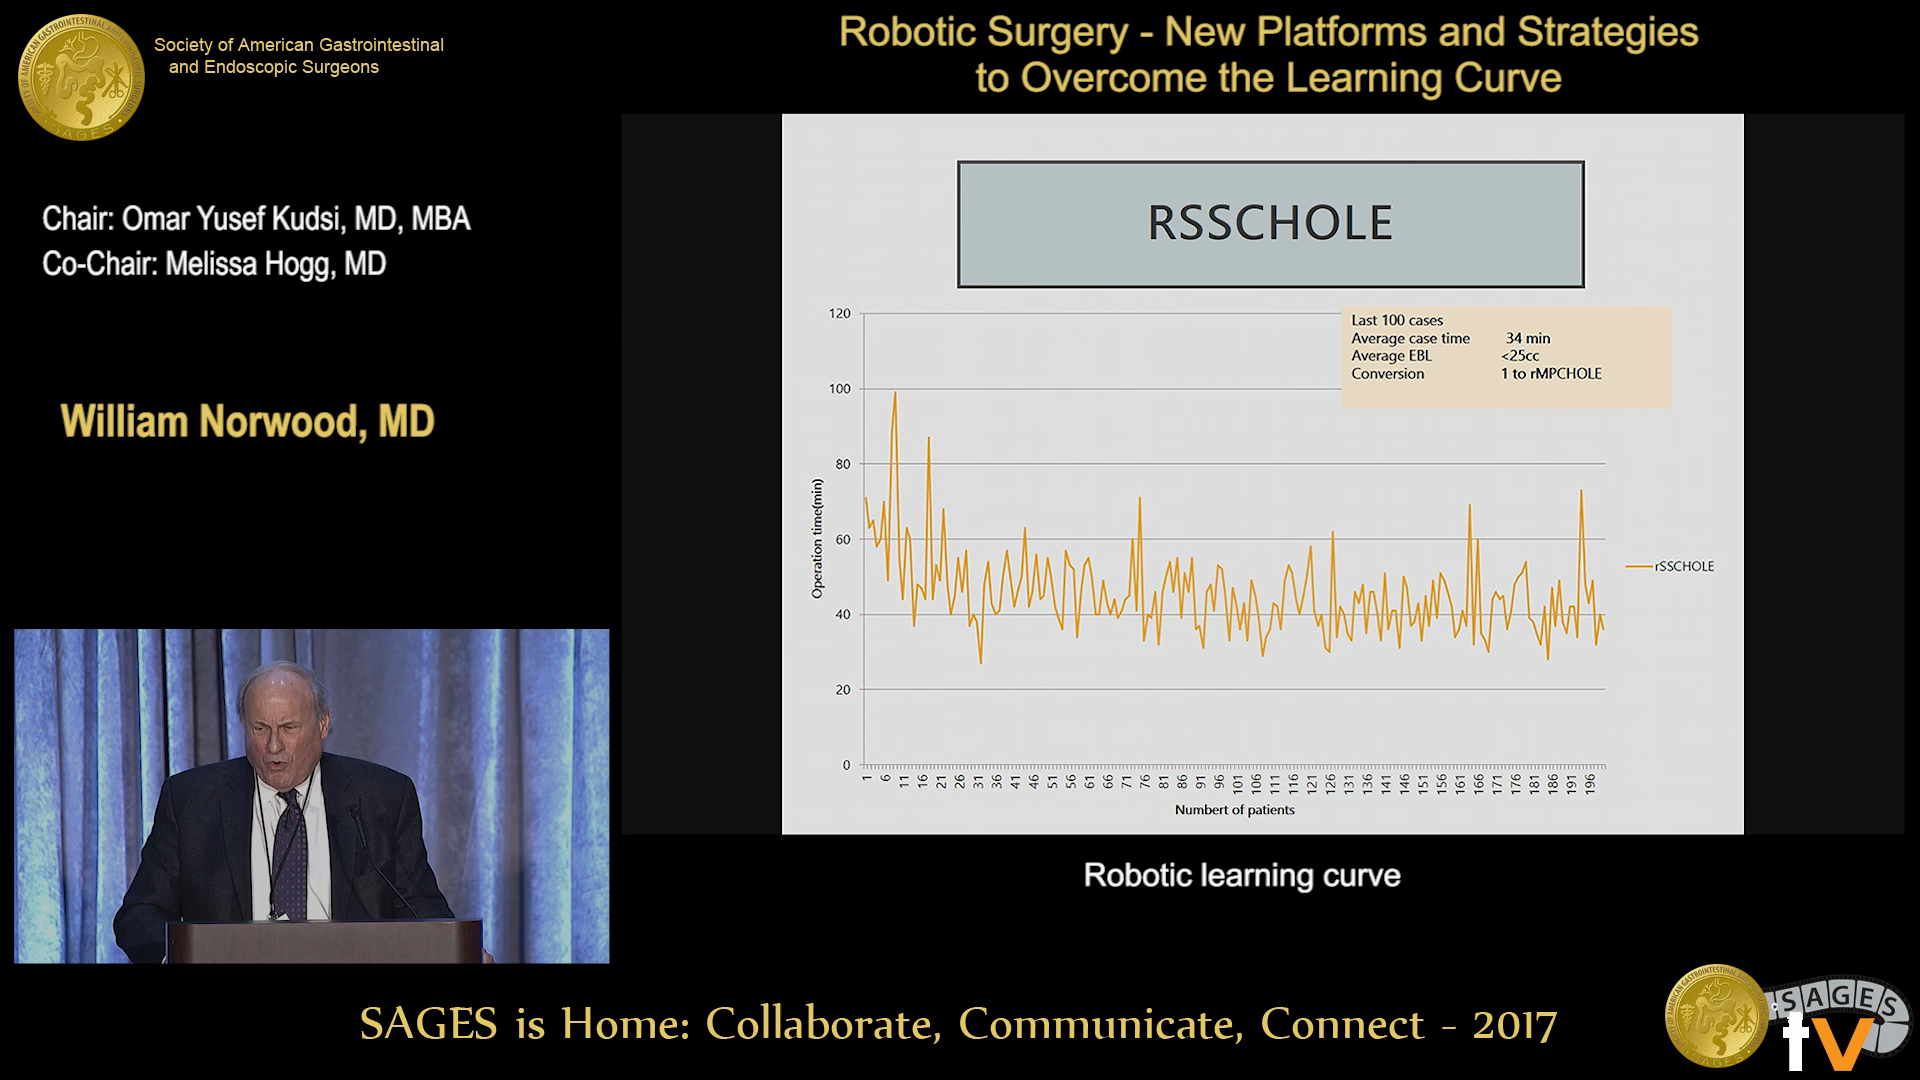 Society of American Gastrointestinal
and Endoscopic Surgeons
Robotic Surgery - New Platforms and Strategies
to Overcome the Learning Curve
Chair: Omar Yusef Kudsi, MD, MBA
Co-Chair: Melissa Hogg, MD
William Norwood, MD
RSSCHOLE
Last 100 cases
Average case time 34 min
Average EBL <25cc
Conversion 1 to rMPCHOLE
120
100
80
60
40
20
0
Operation time(min)
1 6 11 16 21 26 31 36 41 46 51 56 61 66 71 76 81 86 91 96 101 106 111 116 121 126 131 136 141 146 151 156 161 166 171 176 181 186 191 196
Numbert of patients
rSSCHOLE
Robotic learning curve
SAGES is Home: Collaborate, Communicate, Connect - 2017
SAGES
tv